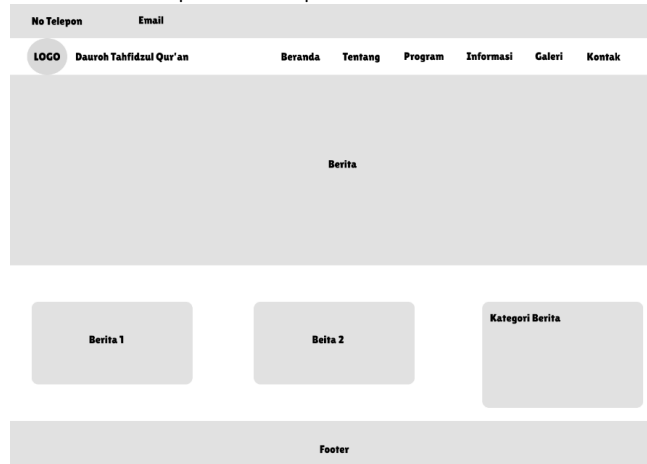 No Telepon Email
LOGO Dauroh Tahfidzul Qur'an Beranda Tentang Program Informasi Galeri Kontak
Berita
Berita 1 Beita 2 Kategori Berita
Footer